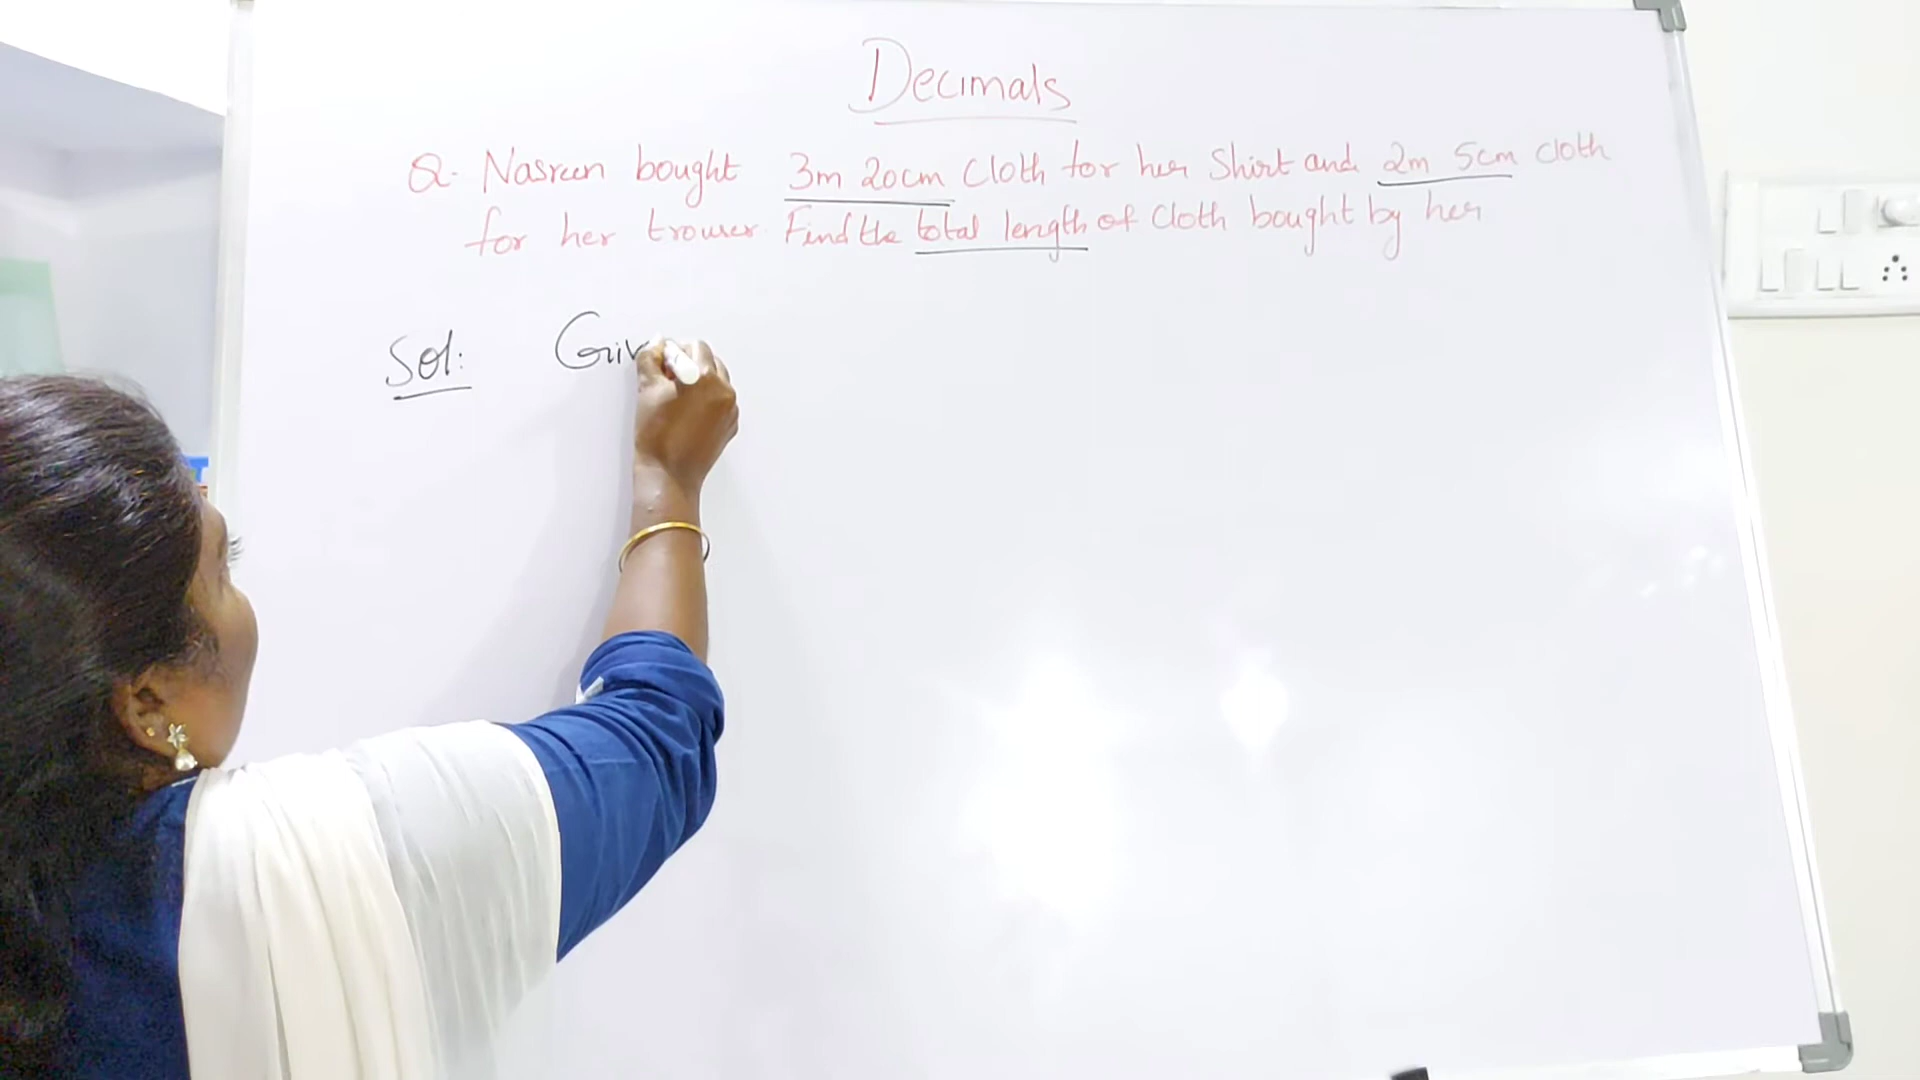 Decimals
Q. Nasreen bought 3m 20cm cloth for her shirt and 2m 5cm cloth
for her trouser. Find the total length of cloth bought by her
Sol: Giv